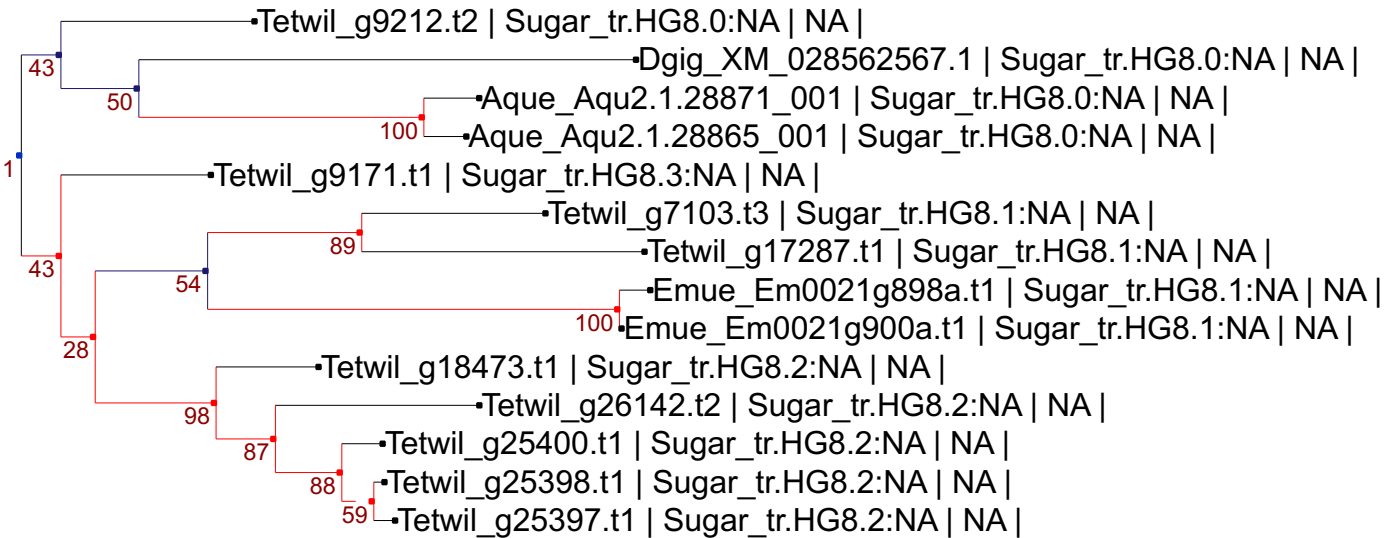 Tetwil_g9212.t2 | Sugar_tr.HG8.0:NA | NA |
43
Dgig_XM_028562567.1 | Sugar_tr.HG8.0:NA | NA |
50
Aque_Aqu2.1.28871_001 | Sugar_tr.HG8.0:NA | NA |
100
Aque_Aqu2.1.28865_001 | Sugar_tr.HG8.0:NA | NA |
1
Tetwil_g9171.t1 | Sugar_tr.HG8.3:NA | NA |
Tetwil_g7103.t3 | Sugar_tr.HG8.1:NA | NA |
89
Tetwil_g17287.t1 | Sugar_tr.HG8.1:NA | NA |
43
54
Emue_Em0021g898a.t1 | Sugar_tr.HG8.1:NA | NA |
100
Emue_Em0021g900a.t1 | Sugar_tr.HG8.1:NA | NA |
28
Tetwil_g18473.t1 | Sugar_tr.HG8.2:NA | NA |
98
Tetwil_g26142.t2 | Sugar_tr.HG8.2:NA | NA |
87
Tetwil_g25400.t1 | Sugar_tr.HG8.2:NA | NA |
88
Tetwil_g25398.t1 | Sugar_tr.HG8.2:NA | NA |
59
Tetwil_g25397.t1 | Sugar_tr.HG8.2:NA | NA |